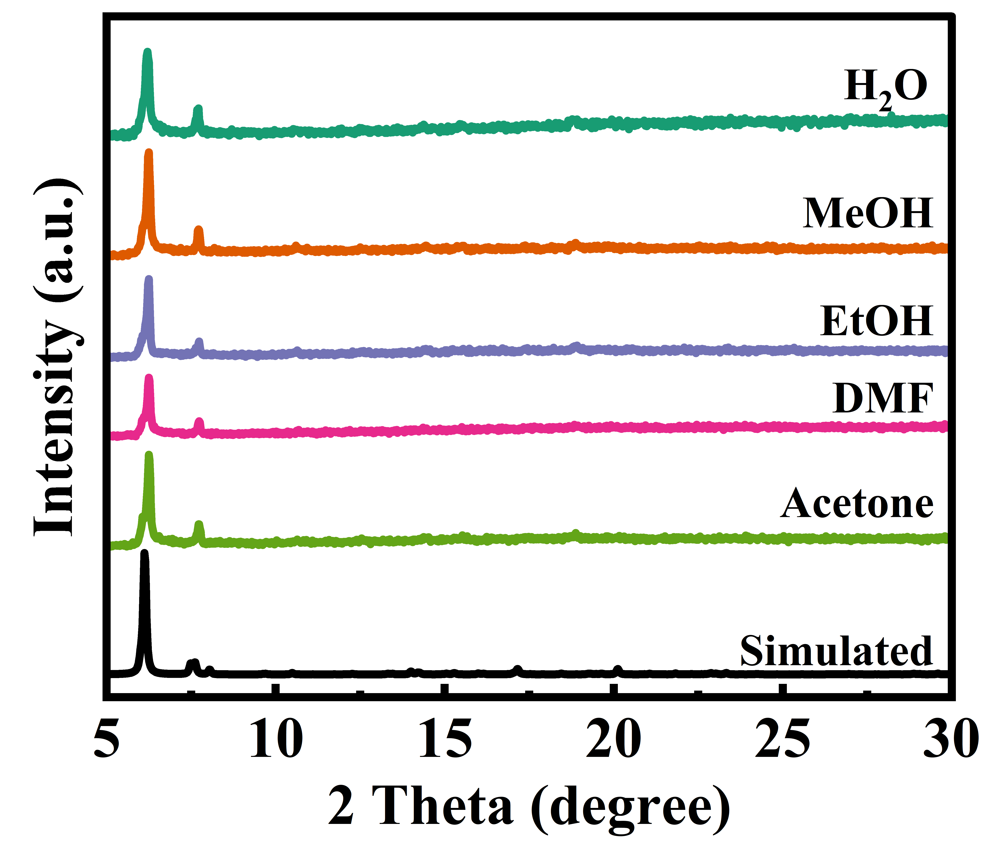 H₂O
MeOH
EtOH
DMF
Acetone
Simulated
Intensity (a.u.)
5 10 15 20 25 30
2 Theta (degree)